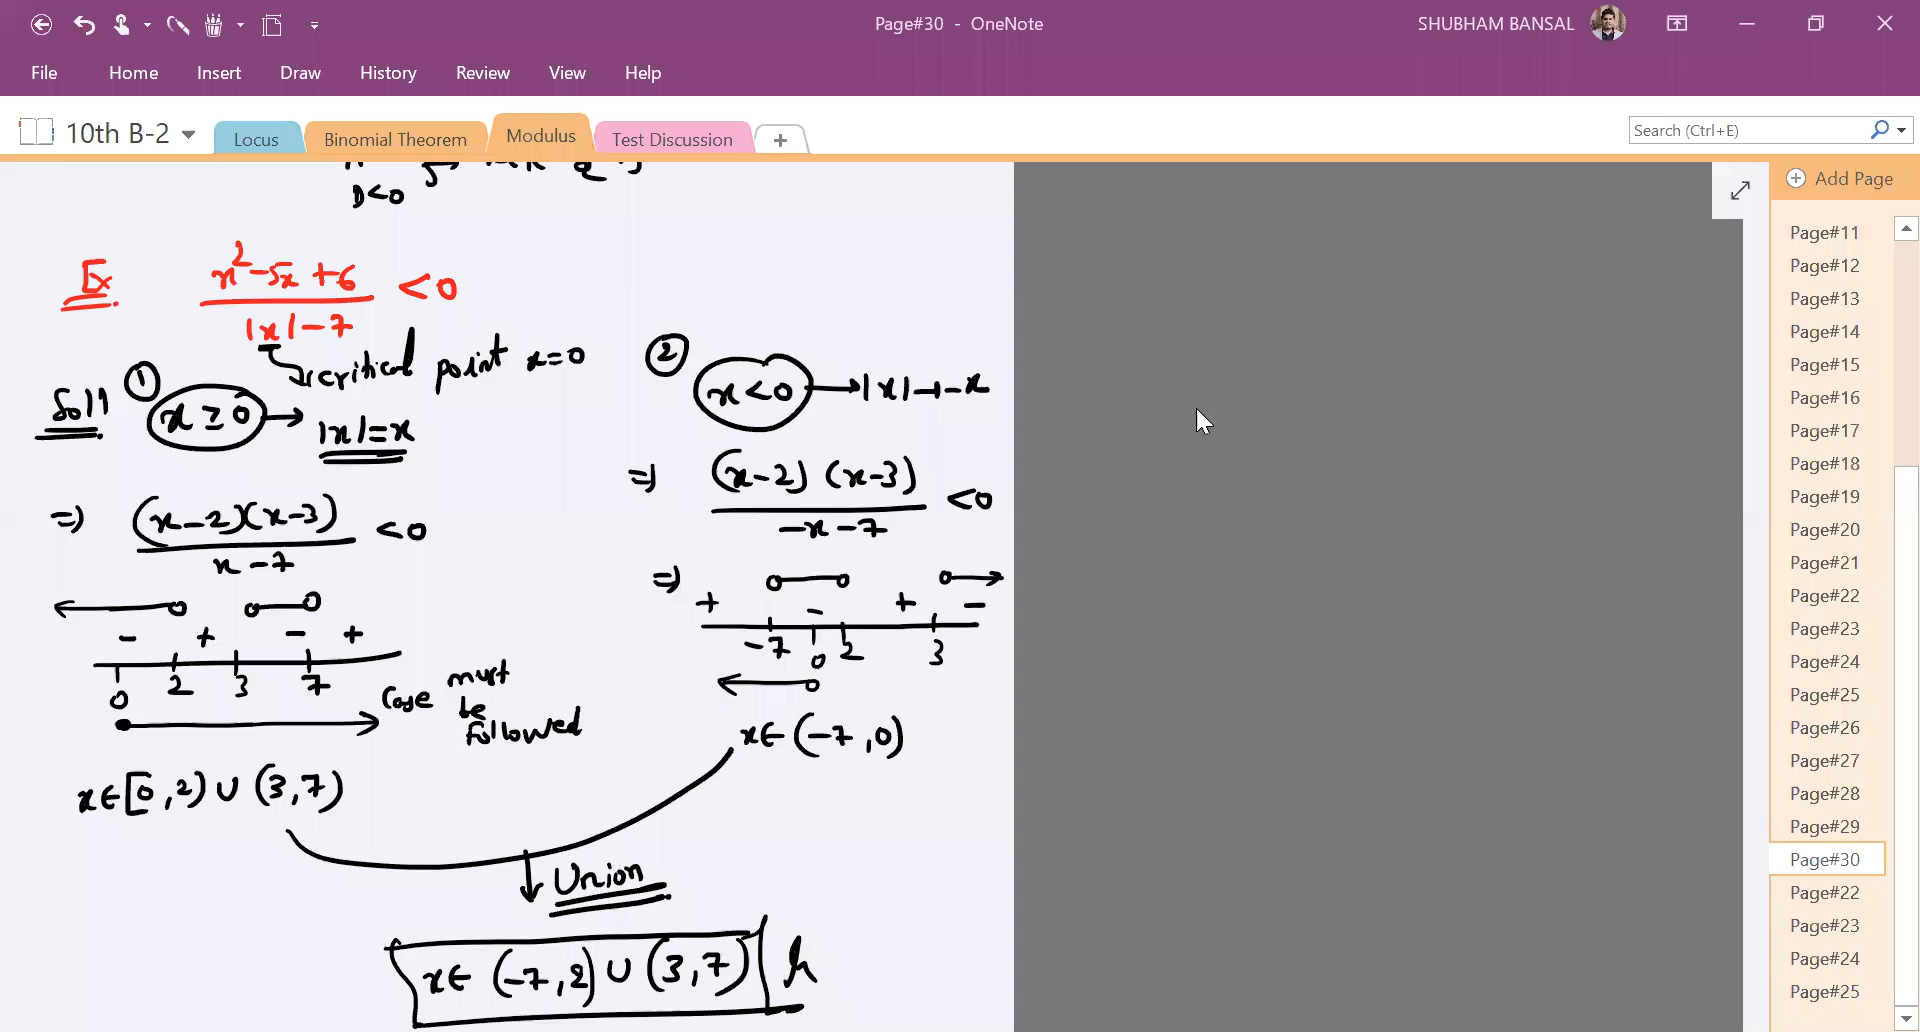 Page#30 - OneNote
SHUBHAM BANSAL
File Home Insert Draw History Review View Help
10th B-2
Locus
Binomial Theorem
Modulus
Test Discussion
+
Search (Ctrl+E)
Add Page
D<0
Ex x²-5x+6 <0
|x|-7
critical point x=0
Soln ① x≥0 → |x|=x
⇒ (x-2)(x-3) <0
x-7
- + - +
0 2 3 7
Case must be followed
x∈[0,2) ∪ (3,7)
② x<0 → |x| → -x
⇒ (x-2) (x-3) <0
-x-7
⇒ + - + -
-7 0 2 3
x∈ (-7,0)
Union
x∈ (-7,2) ∪ (3,7)
Page#11
Page#12
Page#13
Page#14
Page#15
Page#16
Page#17
Page#18
Page#19
Page#20
Page#21
Page#22
Page#23
Page#24
Page#25
Page#26
Page#27
Page#28
Page#29
Page#30
Page#22
Page#23
Page#24
Page#25